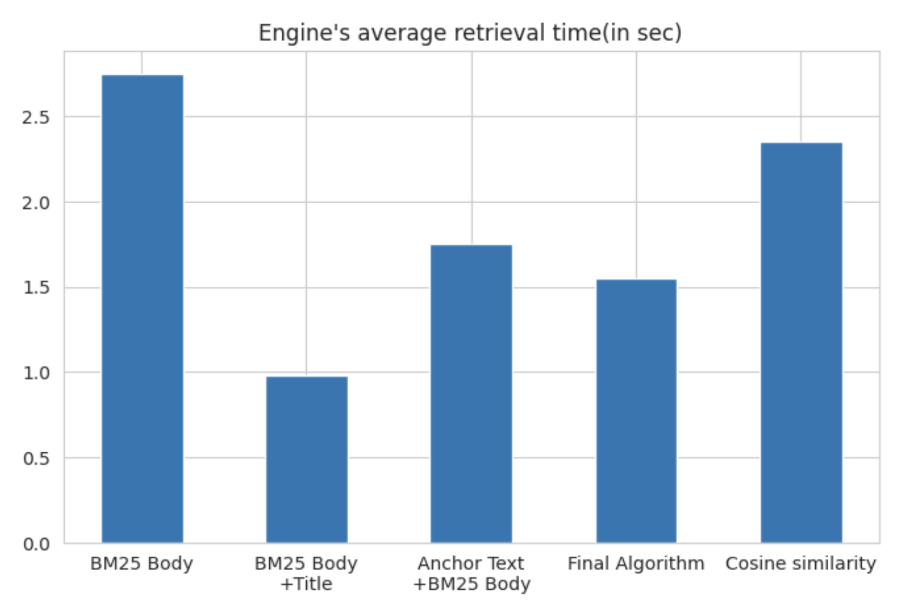 Engine's average retrieval time(in sec)
2.5
2.0
1.5
1.0
0.5
0.0
BM25 Body
BM25 Body
+Title
Anchor Text
+BM25 Body
Final Algorithm
Cosine similarity